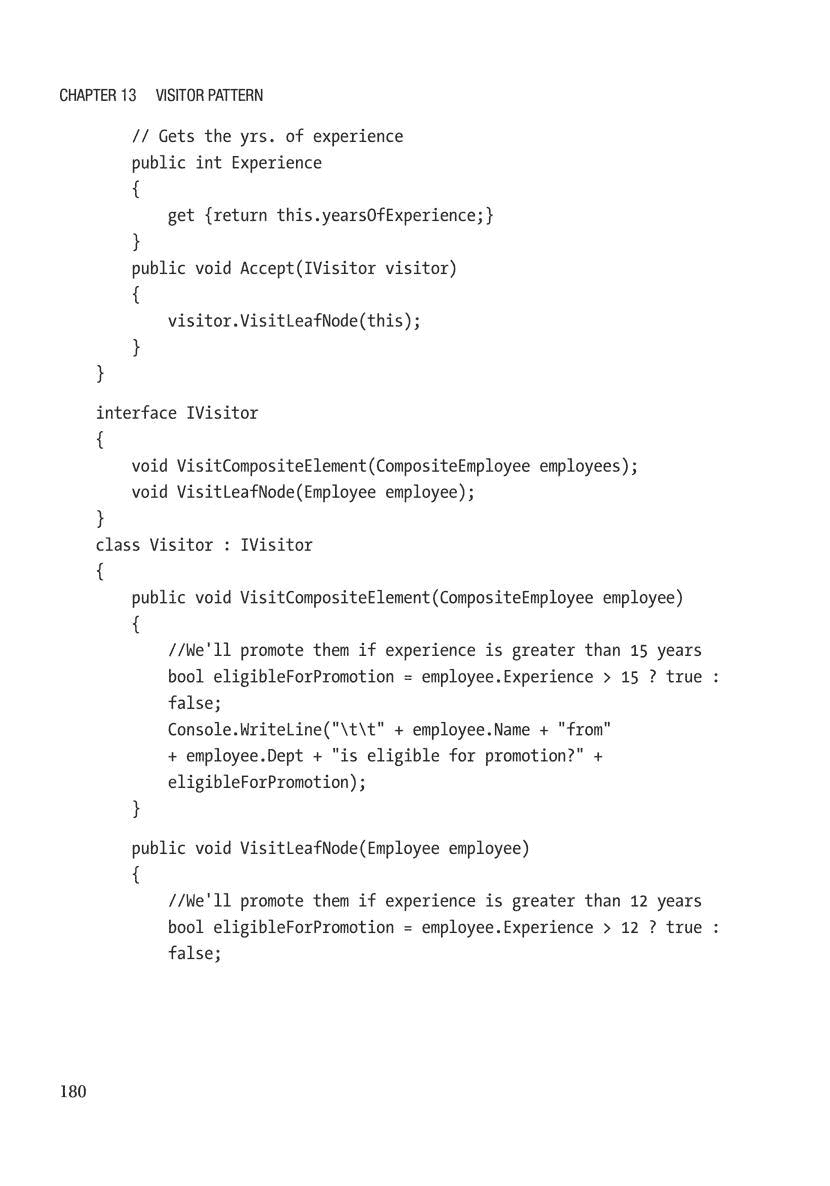 CHAPTER 13 VISITOR PATTERN
// Gets the yrs. of experience
public int Experience
{
get {return this.yearsOfExperience;}
}
public void Accept(IVisitor visitor)
{
visitor.VisitLeafNode(this);
}
}
interface IVisitor
{
void VisitCompositeElement(CompositeEmployee employees);
void VisitLeafNode(Employee employee);
}
class Visitor : IVisitor
{
public void VisitCompositeElement(CompositeEmployee employee)
{
//We'll promote them if experience is greater than 15 years
bool eligibleForPromotion = employee.Experience > 15 ? true :
false;
Console.WriteLine("\t\t" + employee.Name + "from"
+ employee.Dept + "is eligible for promotion?" +
eligibleForPromotion);
}
public void VisitLeafNode(Employee employee)
{
//We'll promote them if experience is greater than 12 years
bool eligibleForPromotion = employee.Experience > 12 ? true :
false;
180